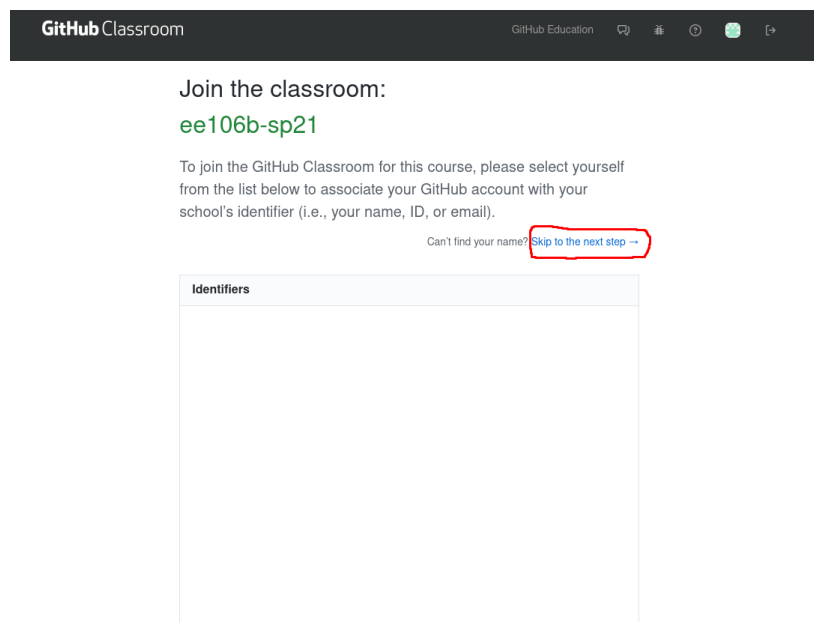 GitHub Classroom
GitHub Education
Join the classroom:
ee106b-sp21
To join the GitHub Classroom for this course, please select yourself
from the list below to associate your GitHub account with your
school's identifier (i.e., your name, ID, or email).
Can't find your name? Skip to the next step →
Identifiers